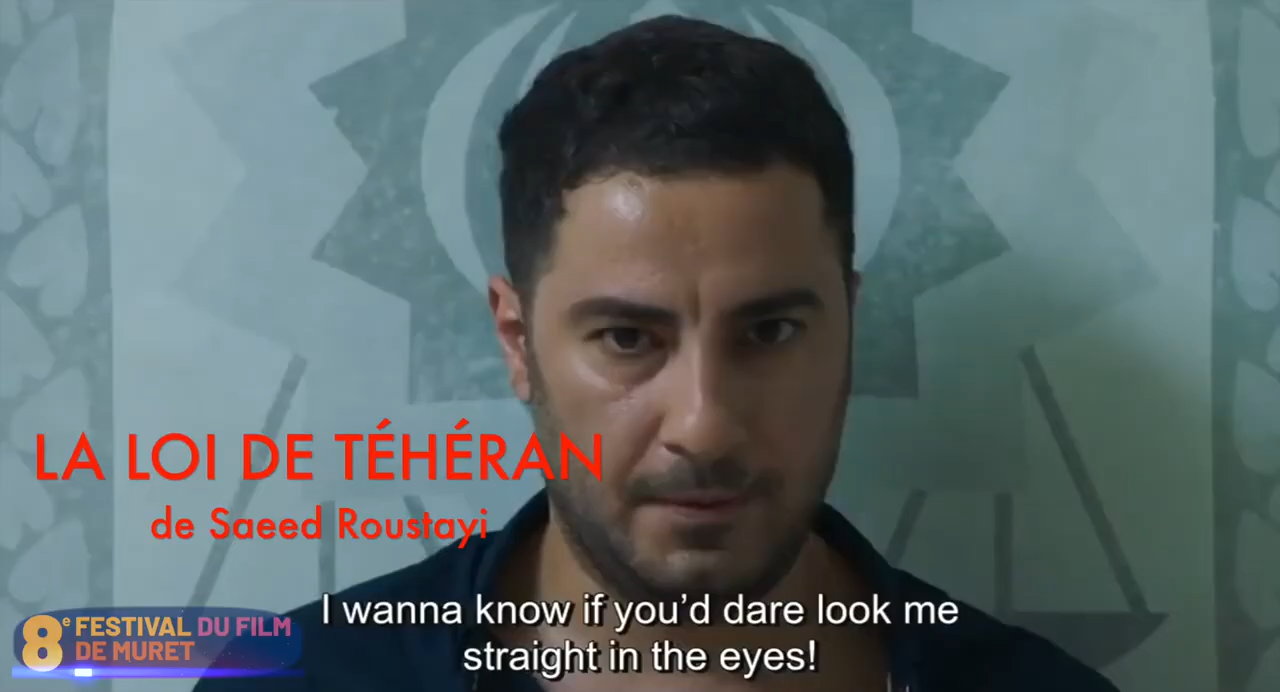 LA LOI DE TÉHÉRAN
de Saeed Roustayi
8e FESTIVAL DU FILM
DE MURET
I wanna know if you’d dare look me
straight in the eyes!